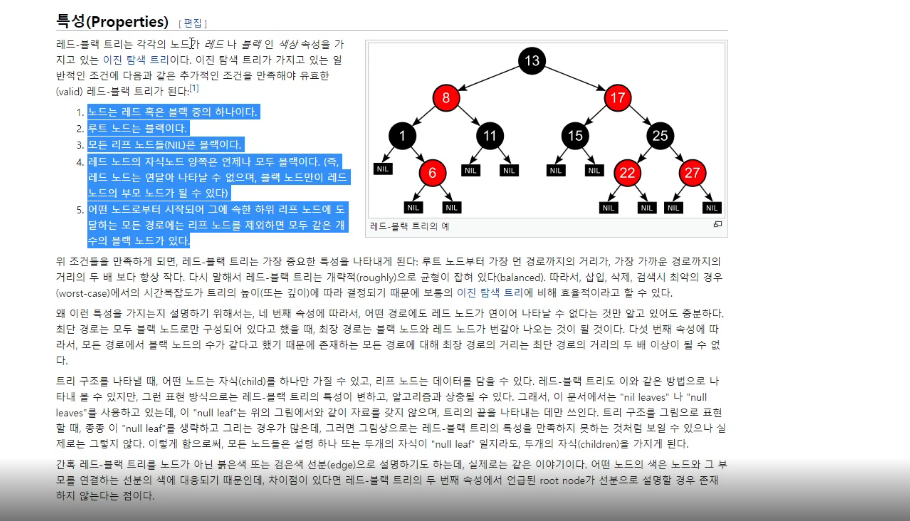 특성(Properties) [편집]
레드-블랙 트리는 각각의 노드가 레드 나 블랙 인 색상 속성을 가
지고 있는 이진 탐색 트리이다. 이진 탐색 트리가 가지고 있는 일
반적인 조건에 다음과 같은 추가적인 조건을 만족해야 유효한
(valid) 레드-블랙 트리가 된다:[1]
1. 노드는 레드 혹은 블랙 중의 하나이다.
2. 루트 노드는 블랙이다.
3. 모든 리프 노드들(NIL)은 블랙이다.
4. 레드 노드의 자식노드 양쪽은 언제나 모두 블랙이다. (즉,
레드 노드는 연달아 나타날 수 없으며, 블랙 노드만이 레드
노드의 부모 노드가 될 수 있다)
5. 어떤 노드로부터 시작되어 그에 속한 하위 리프 노드에 도
달하는 모든 경로에는 리프 노드를 제외하면 모두 같은 개
수의 블랙 노드가 있다.
13
8 17
1 11 15 25
NIL 6 NIL NIL NIL NIL 22 27
NIL NIL NIL NIL NIL NIL
레드-블랙 트리의 예
위 조건들을 만족하게 되면, 레드-블랙 트리는 가장 중요한 특성을 나타내게 된다: 루트 노드부터 가장 먼 경로까지의 거리가, 가장 가까운 경로까지의
거리의 두 배 보다 항상 작다. 다시 말해서 레드-블랙 트리는 개략적(roughly)으로 균형이 잡혀 있다(balanced). 따라서, 삽입, 삭제, 검색시 최악의 경우
(worst-case)에서의 시간복잡도가 트리의 높이(또는 깊이)에 따라 결정되기 때문에 보통의 이진 탐색 트리에 비해 효율적이라고 할 수 있다.
왜 이런 특성을 가지는지 설명하기 위해서는, 네 번째 속성에 따라서, 어떤 경로에도 레드 노드가 연이어 나타날 수 없다는 것만 알고 있어도 충분하다.
최단 경로는 모두 블랙 노드로만 구성되어 있다고 했을 때, 최장 경로는 블랙 노드와 레드 노드가 번갈아 나오는 것이 될 것이다. 다섯 번째 속성에 따
라서, 모든 경로에서 블랙 노드의 수가 같다고 했기 때문에 존재하는 모든 경로에 대해 최장 경로의 거리는 최단 경로의 거리의 두 배 이상이 될 수 없
다.
트리 구조를 나타낼 때, 어떤 노드는 자식(child)를 하나만 가질 수 있고, 리프 노드는 데이터를 담을 수 있다. 레드-블랙 트리도 이와 같은 방법으로 나
타내 볼 수 있지만, 그런 표현 방식으로는 레드-블랙 트리의 특성이 변하고, 알고리즘과 상충될 수 있다. 그래서, 이 문서에서는 "nil leaves" 나 "null
leaves"를 사용하고 있는데, 이 "null leaf"는 위의 그림에서와 같이 자료를 갖지 않으며, 트리의 끝을 나타내는 데만 쓰인다. 트리 구조를 그림으로 표현
할 때, 종종 이 "null leaf"를 생략하고 그리는 경우가 많은데, 그러면 그림상으로는 레드-블랙 트리의 특성을 만족하지 못하는 것처럼 보일 수 있으나 실
제로는 그렇지 않다. 이렇게 함으로써, 모든 노드들은 설령 하나 또는 두개의 자식이 "null leaf" 일지라도, 두개의 자식(children)을 가지게 된다.
간혹 레드-블랙 트리를 노드가 아닌 붉은색 또는 검은색 선분(edge)으로 설명하기도 하는데, 실제로는 같은 이야기이다. 어떤 노드의 색은 노드와 그 부
모를 연결하는 선분의 색에 대응되기 때문인데, 차이점이 있다면 레드-블랙 트리의 두 번째 속성에서 언급된 root node가 선분으로 설명할 경우 존재
하지 않는다는 점이다.